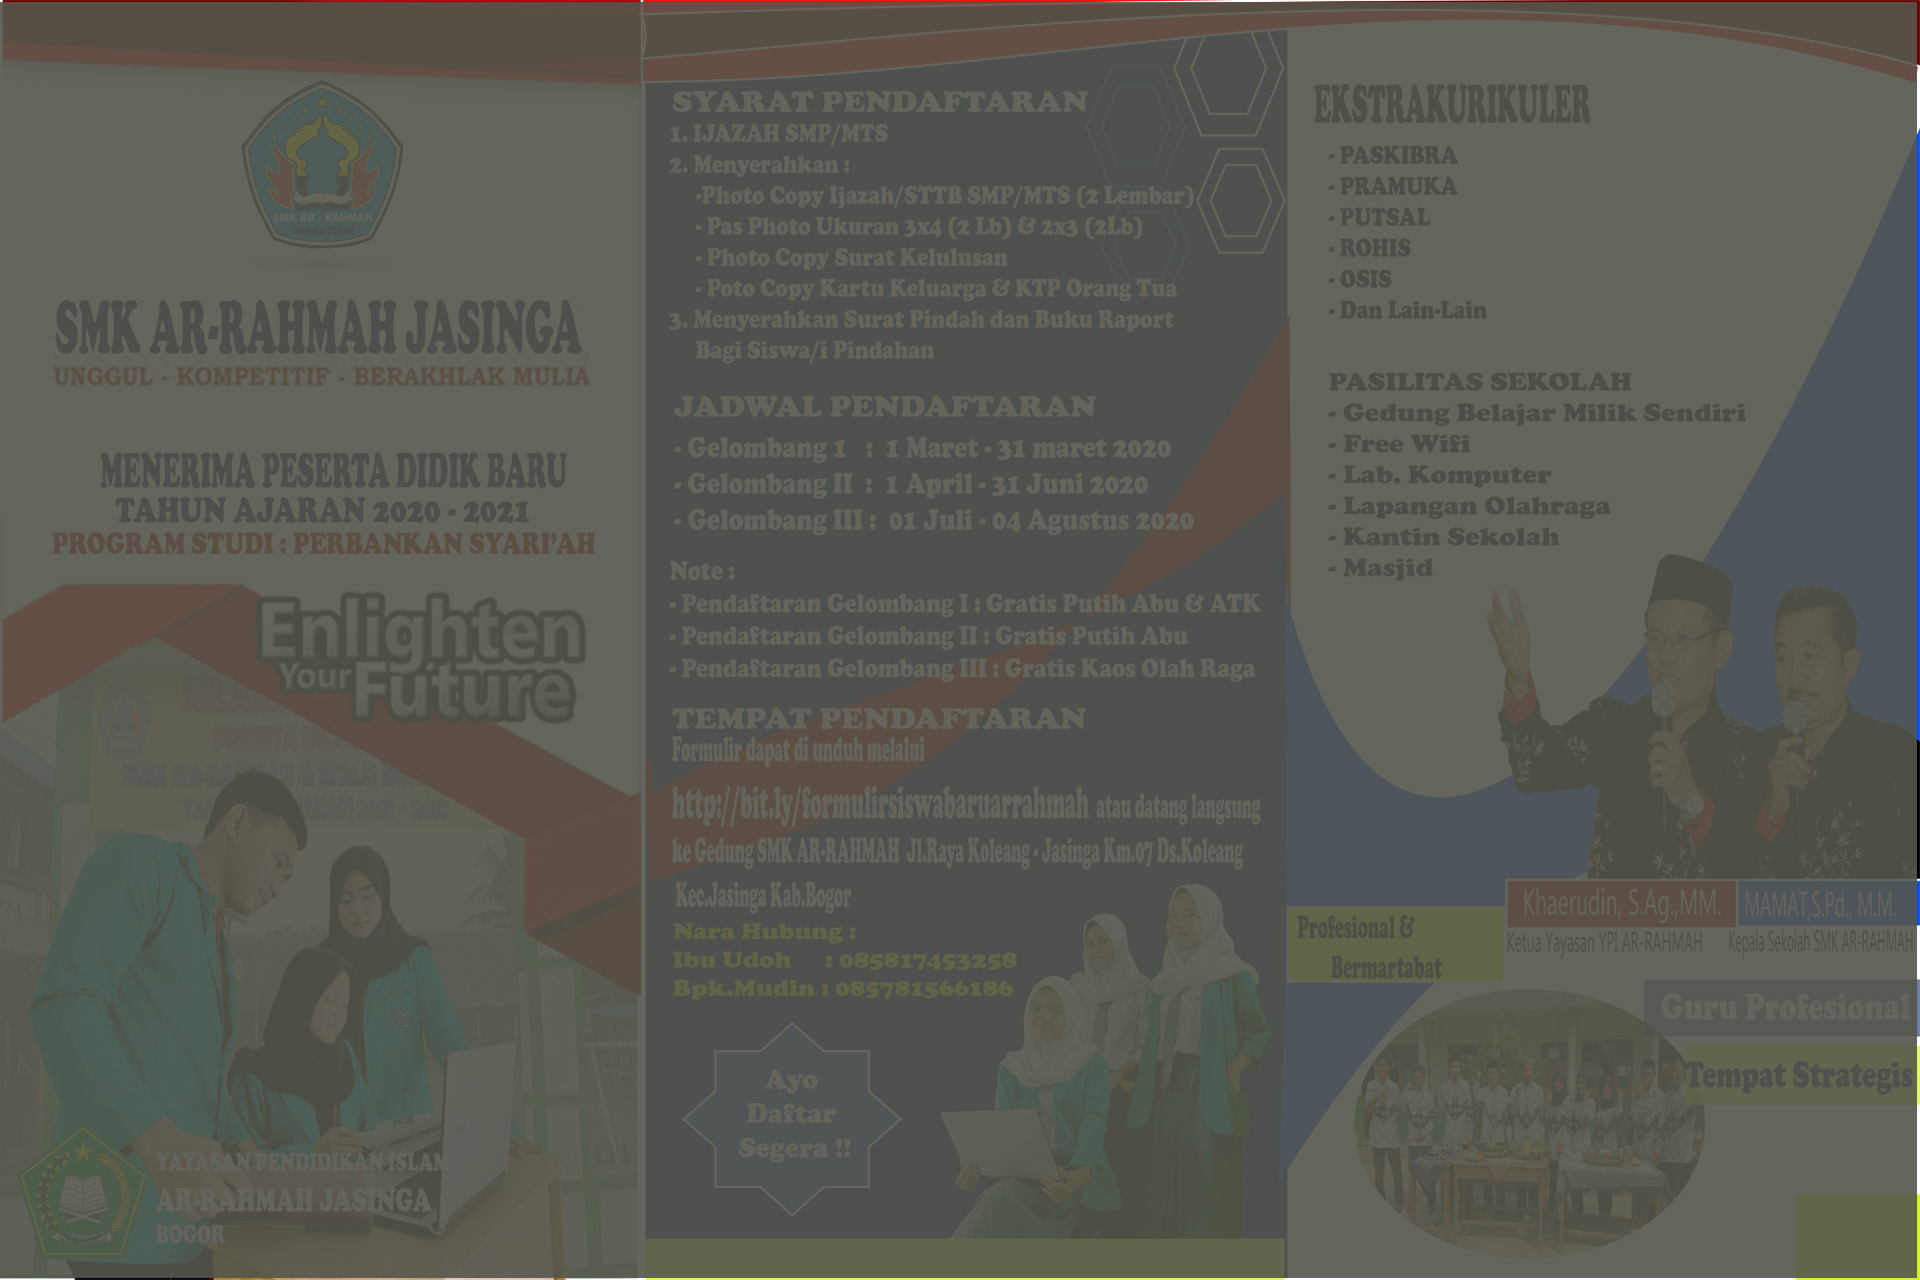 SMK AR - RAHMAH
JASINGA BOGOR
SMK AR-RAHMAH JASINGA
UNGGUL - KOMPETITIF - BERAKHLAK MULIA
MENERIMA PESERTA DIDIK BARU
TAHUN AJARAN 2020 - 2021
PROGRAM STUDI : PERBANKAN SYARI'AH
Enlighten
Your Future
PESERTA DIDIK
SMK AR-RAHMAH & MTs.S
YAYASAN PENDIDIKAN ISLAM
AR-RAHMAH JASINGA
BOGOR
SYARAT PENDAFTARAN
1. IJAZAH SMP/MTS
2. Menyerahkan :
-Photo Copy Ijazah/STTB SMP/MTS (2 Lembar)
- Pas Photo Ukuran 3x4 (2 Lb) & 2x3 (2Lb)
- Photo Copy Surat Kelulusan
- Poto Copy Kartu Keluarga & KTP Orang Tua
3. Menyerahkan Surat Pindah dan Buku Raport
Bagi Siswa/i Pindahan
JADWAL PENDAFTARAN
- Gelombang 1 : 1 Maret - 31 maret 2020
- Gelombang II : 1 April - 31 Juni 2020
- Gelombang III : 01 Juli - 04 Agustus 2020
Note :
- Pendaftaran Gelombang I : Gratis Putih Abu & ATK
- Pendaftaran Gelombang II : Gratis Putih Abu
- Pendaftaran Gelombang III : Gratis Kaos Olah Raga
TEMPAT PENDAFTARAN
Formulir dapat di unduh melalui
http://bit.ly/formulirsiswabaruarrahmah atau datang langsung
ke Gedung SMK AR-RAHMAH Jl.Raya Koleang - Jasinga Km.07 Ds.Koleang
Kec.Jasinga Kab.Bogor
Nara Hubung :
Ibu Udoh : 085817453258
Bpk.Mudin : 085781566186
Ayo
Daftar
Segera !!
EKSTRAKURIKULER
- PASKIBRA
- PRAMUKA
- PUTSAL
- ROHIS
- OSIS
- Dan Lain-Lain
PASILITAS SEKOLAH
- Gedung Belajar Milik Sendiri
- Free Wifi
- Lab. Komputer
- Lapangan Olahraga
- Kantin Sekolah
- Masjid
Khaerudin, S.Ag.,MM.
Ketua Yayasan YPI AR-RAHMAH
MAMAT,S.Pd., M.M.
Kepala Sekolah SMK AR-RAHMAH
Profesional &
Bermartabat
Guru Profesional
Tempat Strategis